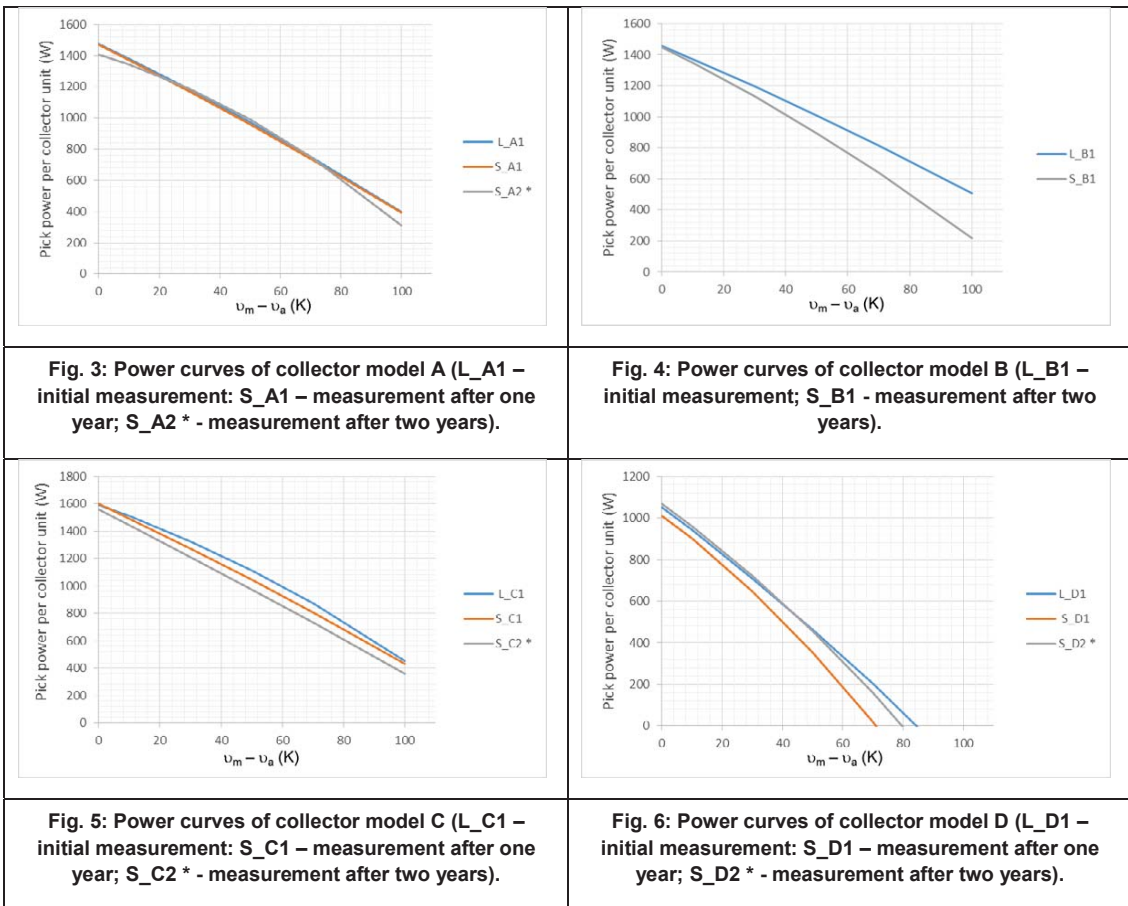 Pick power per collector unit (W)
1600
1400
1200
1000
800
600
400
200
0
0 20 40 60 80 100
υm – υa (K)
L_A1
S_A1
S_A2 *
Pick power per collector unit (W)
1600
1400
1200
1000
800
600
400
200
0
0 20 40 60 80 100
υm – υa (K)
L_B1
S_B1
Fig. 3: Power curves of collector model A (L_A1 –
initial measurement: S_A1 – measurement after one
year; S_A2 * - measurement after two years).
Fig. 4: Power curves of collector model B (L_B1 –
initial measurement; S_B1 - measurement after two
years).
Pick power per collector unit (W)
1800
1600
1400
1200
1000
800
600
400
200
0
0 20 40 60 80 100
υm – υa (K)
L_C1
S_C1
S_C2 *
Pick power per collector unit (W)
1200
1000
800
600
400
200
0
0 20 40 60 80 100
υm – υa (K)
L_D1
S_D1
S_D2 *
Fig. 5: Power curves of collector model C (L_C1 –
initial measurement: S_C1 – measurement after one
year; S_C2 * - measurement after two years).
Fig. 6: Power curves of collector model D (L_D1 –
initial measurement: S_D1 – measurement after one
year; S_D2 * - measurement after two years).